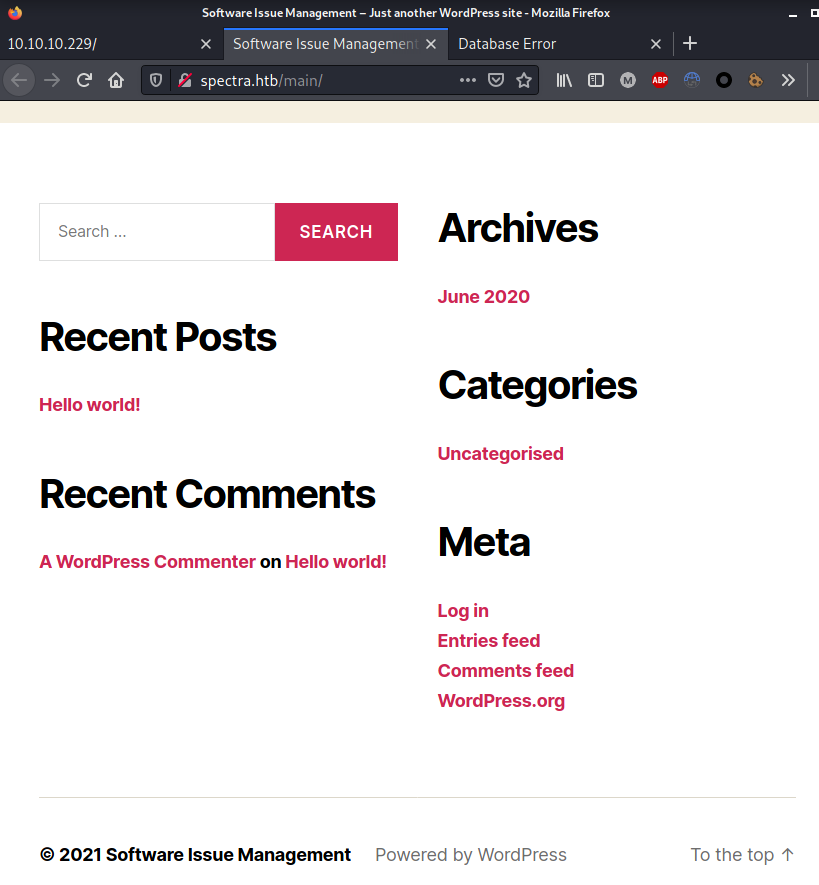 Software Issue Management – Just another WordPress site - Mozilla Firefox
10.10.10.229/
Software Issue Management
Database Error
spectra.htb/main/
M
ABP
Search …
SEARCH
Recent Posts
Hello world!
Recent Comments
A WordPress Commenter on Hello world!
Archives
June 2020
Categories
Uncategorised
Meta
Log in
Entries feed
Comments feed
WordPress.org
© 2021 Software Issue Management Powered by WordPress To the top ↑